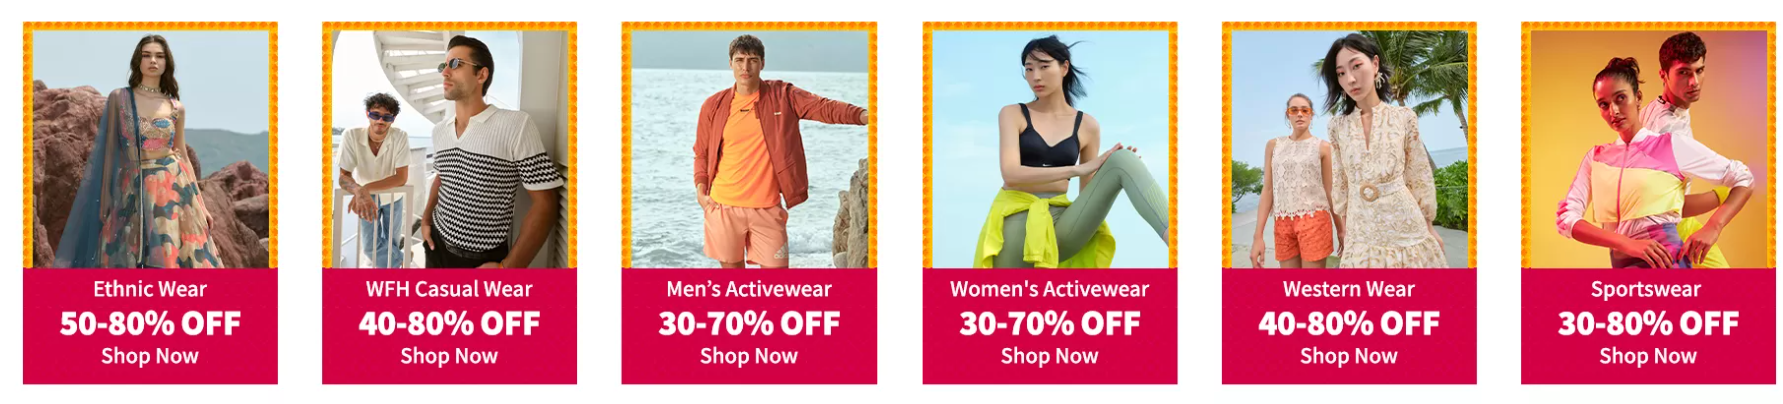 Ethnic Wear
50-80% OFF
Shop Now
WFH Casual Wear
40-80% OFF
Shop Now
Men’s Activewear
30-70% OFF
Shop Now
Women's Activewear
30-70% OFF
Shop Now
Western Wear
40-80% OFF
Shop Now
Sportswear
30-80% OFF
Shop Now